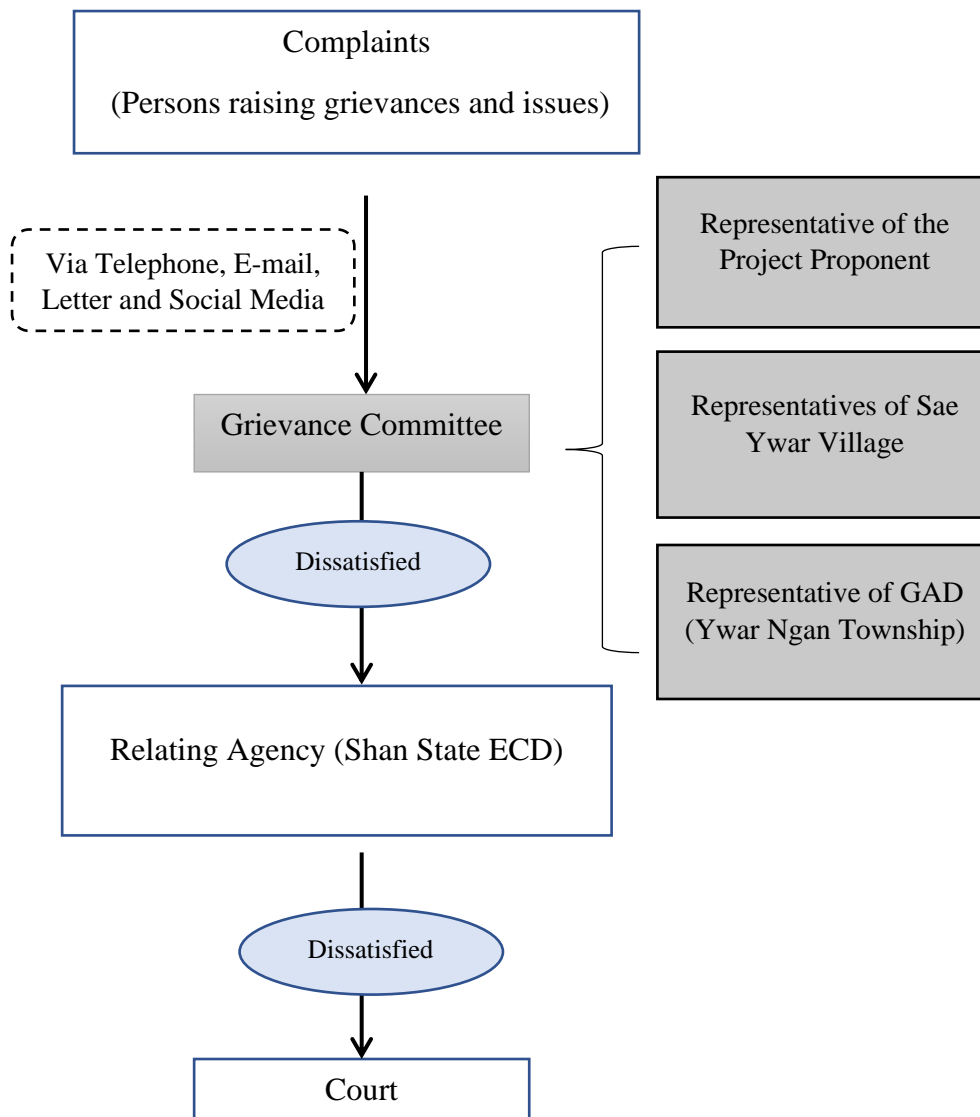 Complaints
(Persons raising grievances and issues)
Via Telephone, E-mail,
Letter and Social Media
Grievance Committee
Representative of the
Project Proponent
Representatives of Sae
Ywar Village
Representative of GAD
(Ywar Ngan Township)
Dissatisfied
Relating Agency (Shan State ECD)
Dissatisfied
Court